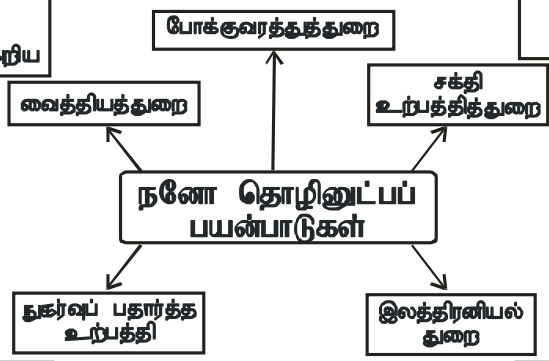 போக்குவரத்துத்துறை
வைத்தியத்துறை
சக்தி
உற்பத்தித்துறை
நனோ தொழினுட்பப்
பயன்பாடுகள்
நுகர்வுப் பதார்த்த
உற்பத்தி
இலத்திரனியல்
துறை